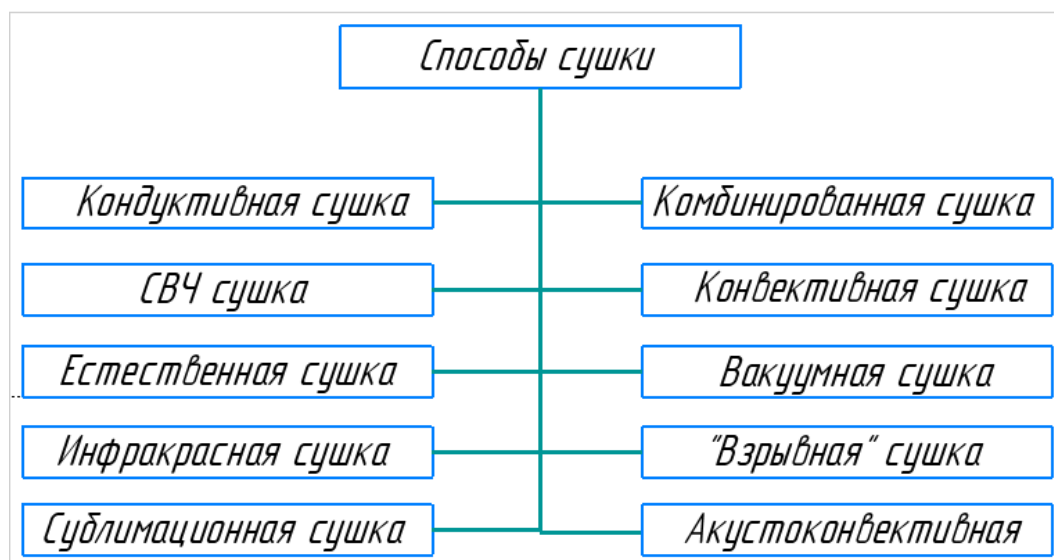 Способы сушки
Кондуктивная сушка
Комбинированная сушка
СВЧ сушка
Конвективная сушка
Естественная сушка
Вакуумная сушка
Инфракрасная сушка
"Взрывная" сушка
Сублимационная сушка
Акустоконвективная